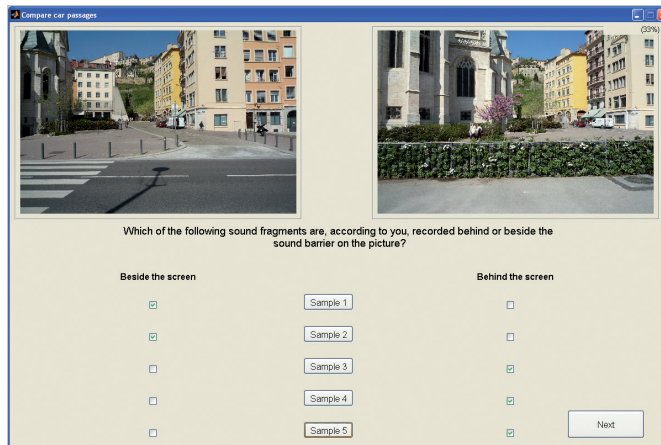 Compare car passages
(33%)
Which of the following sound fragments are, according to you, recorded behind or beside the
sound barrier on the picture?
Beside the screen
Behind the screen
Sample 1
Sample 2
Sample 3
Sample 4
Sample 5
Next